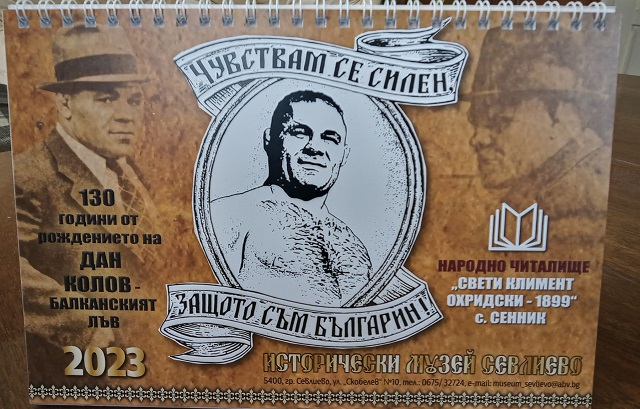 ЧУВСТВАМ СЕ СИЛЕН,
130
ГОДИНИ ОТ
РОЖДЕНИЕТО НА
ДАН
КОЛОВ -
БАЛКАНСКИЯТ
ЛЪВ
НАРОДНО ЧИТАЛИЩЕ
„СВЕТИ КЛИМЕНТ
ОХРИДСКИ - 1899“
с. СЕННИК
ЗАЩОТО СЪМ БЪЛГАРИН!
2023
ИСТОРИЧЕСКИ МУЗЕЙ СЕВЛИЕВО
5400, гр. Севлиево, ул. „Скобелев“ №10, тел.: 0675/ 32724, e-mail: museum_sevlievo@abv.bg